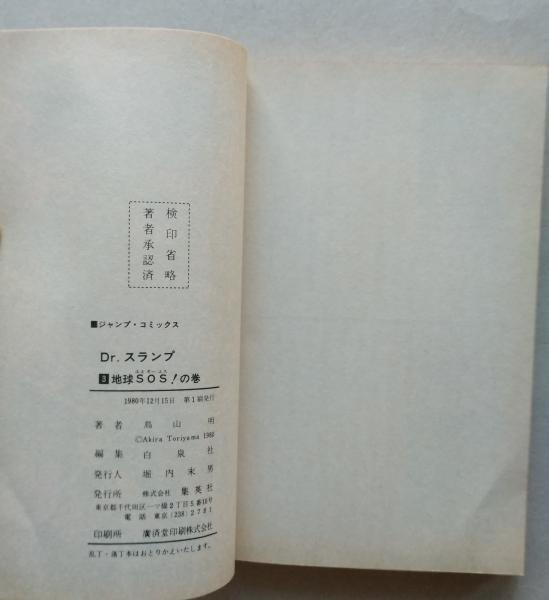 検印省略
著者承認済
■ジャンプ・コミックス
Dr.スランプ
3 地球SOS!の巻
1980年12月15日 第1刷発行
著者 鳥山明
©Akira Toriyama 1980
編集 白泉社
発行人 堀内末男
発行所 株式会社 集英社
東京都千代田区一ツ橋2丁目5番10号
電話 東京(238)2781
印刷所 廣済堂印刷株式会社
乱丁・落丁本はおとりかえいたします。